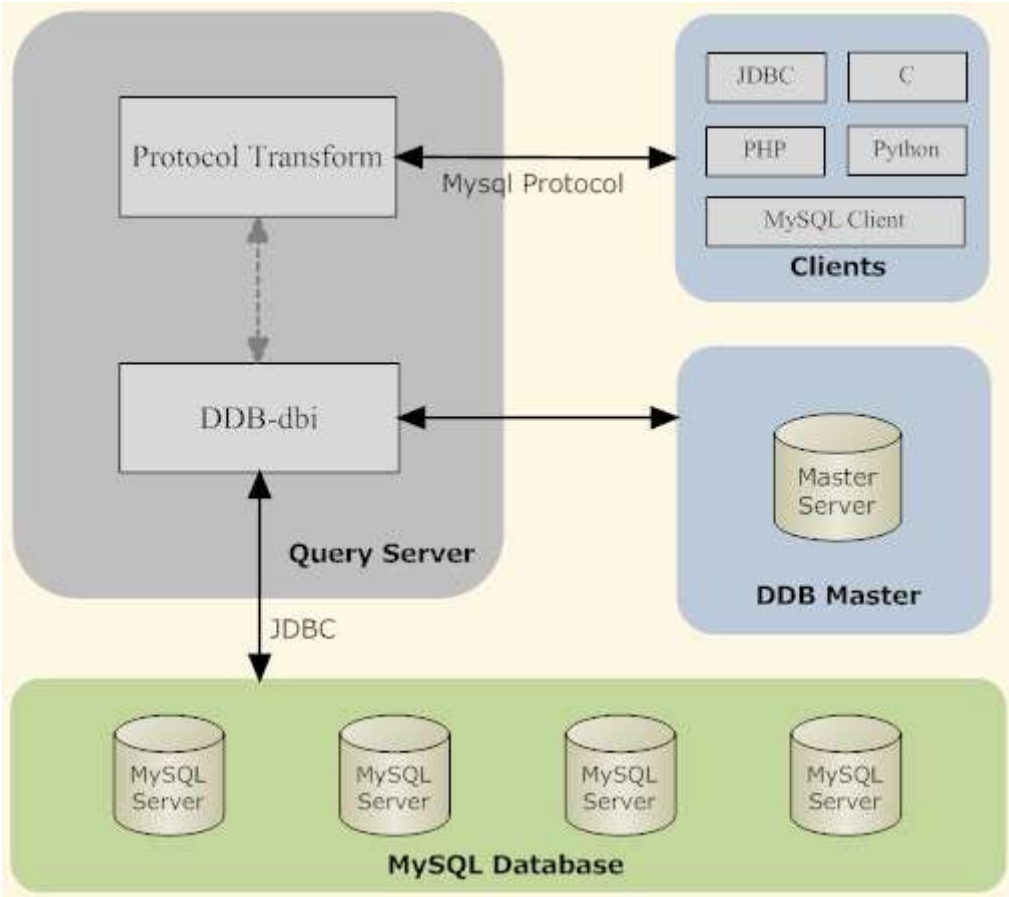 Protocol Transform
Mysql Protocol
JDBC
C
PHP
Python
MySQL Client
Clients
DDB-dbi
Query Server
Master
Server
DDB Master
JDBC
MySQL
Server
MySQL
Server
MySQL
Server
MySQL
Server
MySQL Database